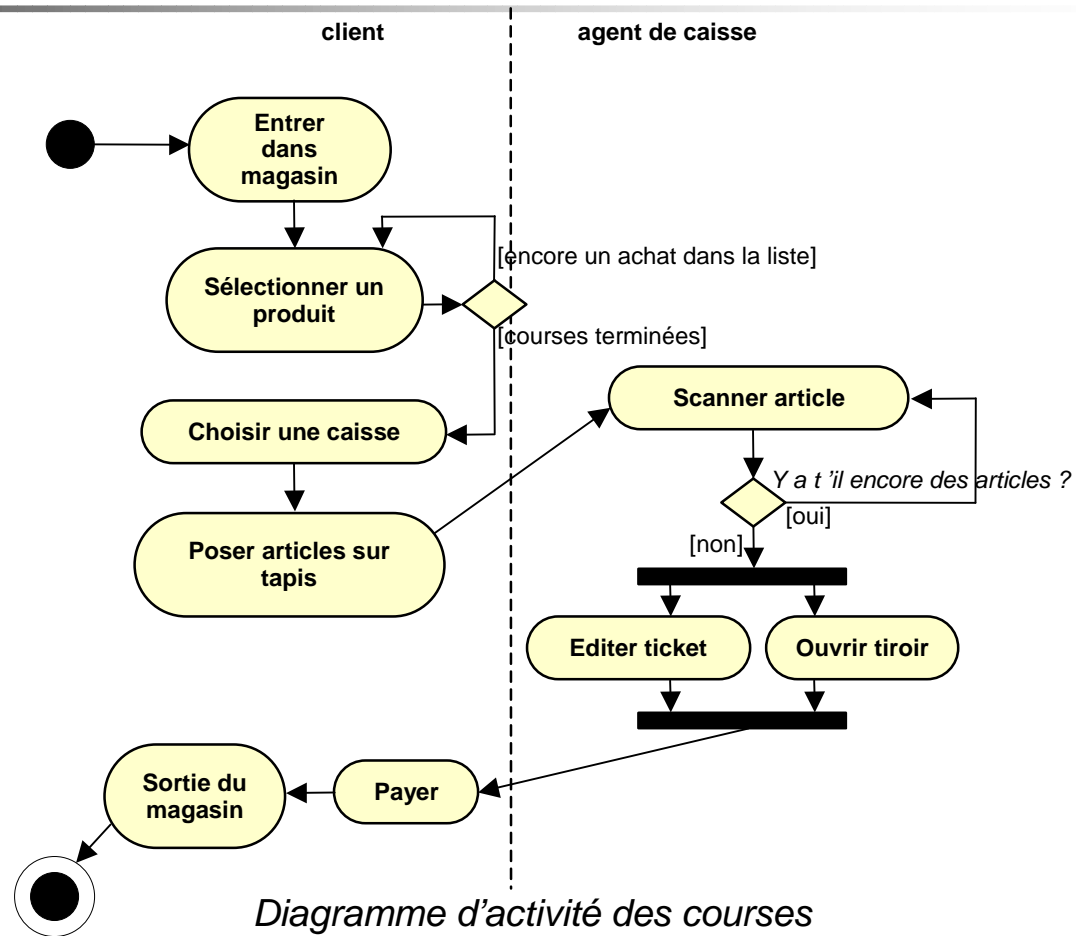 client
agent de caisse
Entrer
dans
magasin
[encore un achat dans la liste]
Sélectionner un
produit
[courses terminées]
Scanner article
Choisir une caisse
Y a t ’il encore des articles ?
[oui]
[non]
Poser articles sur
tapis
Editer ticket
Ouvrir tiroir
Sortie du
magasin
Payer
Diagramme d'activité des courses